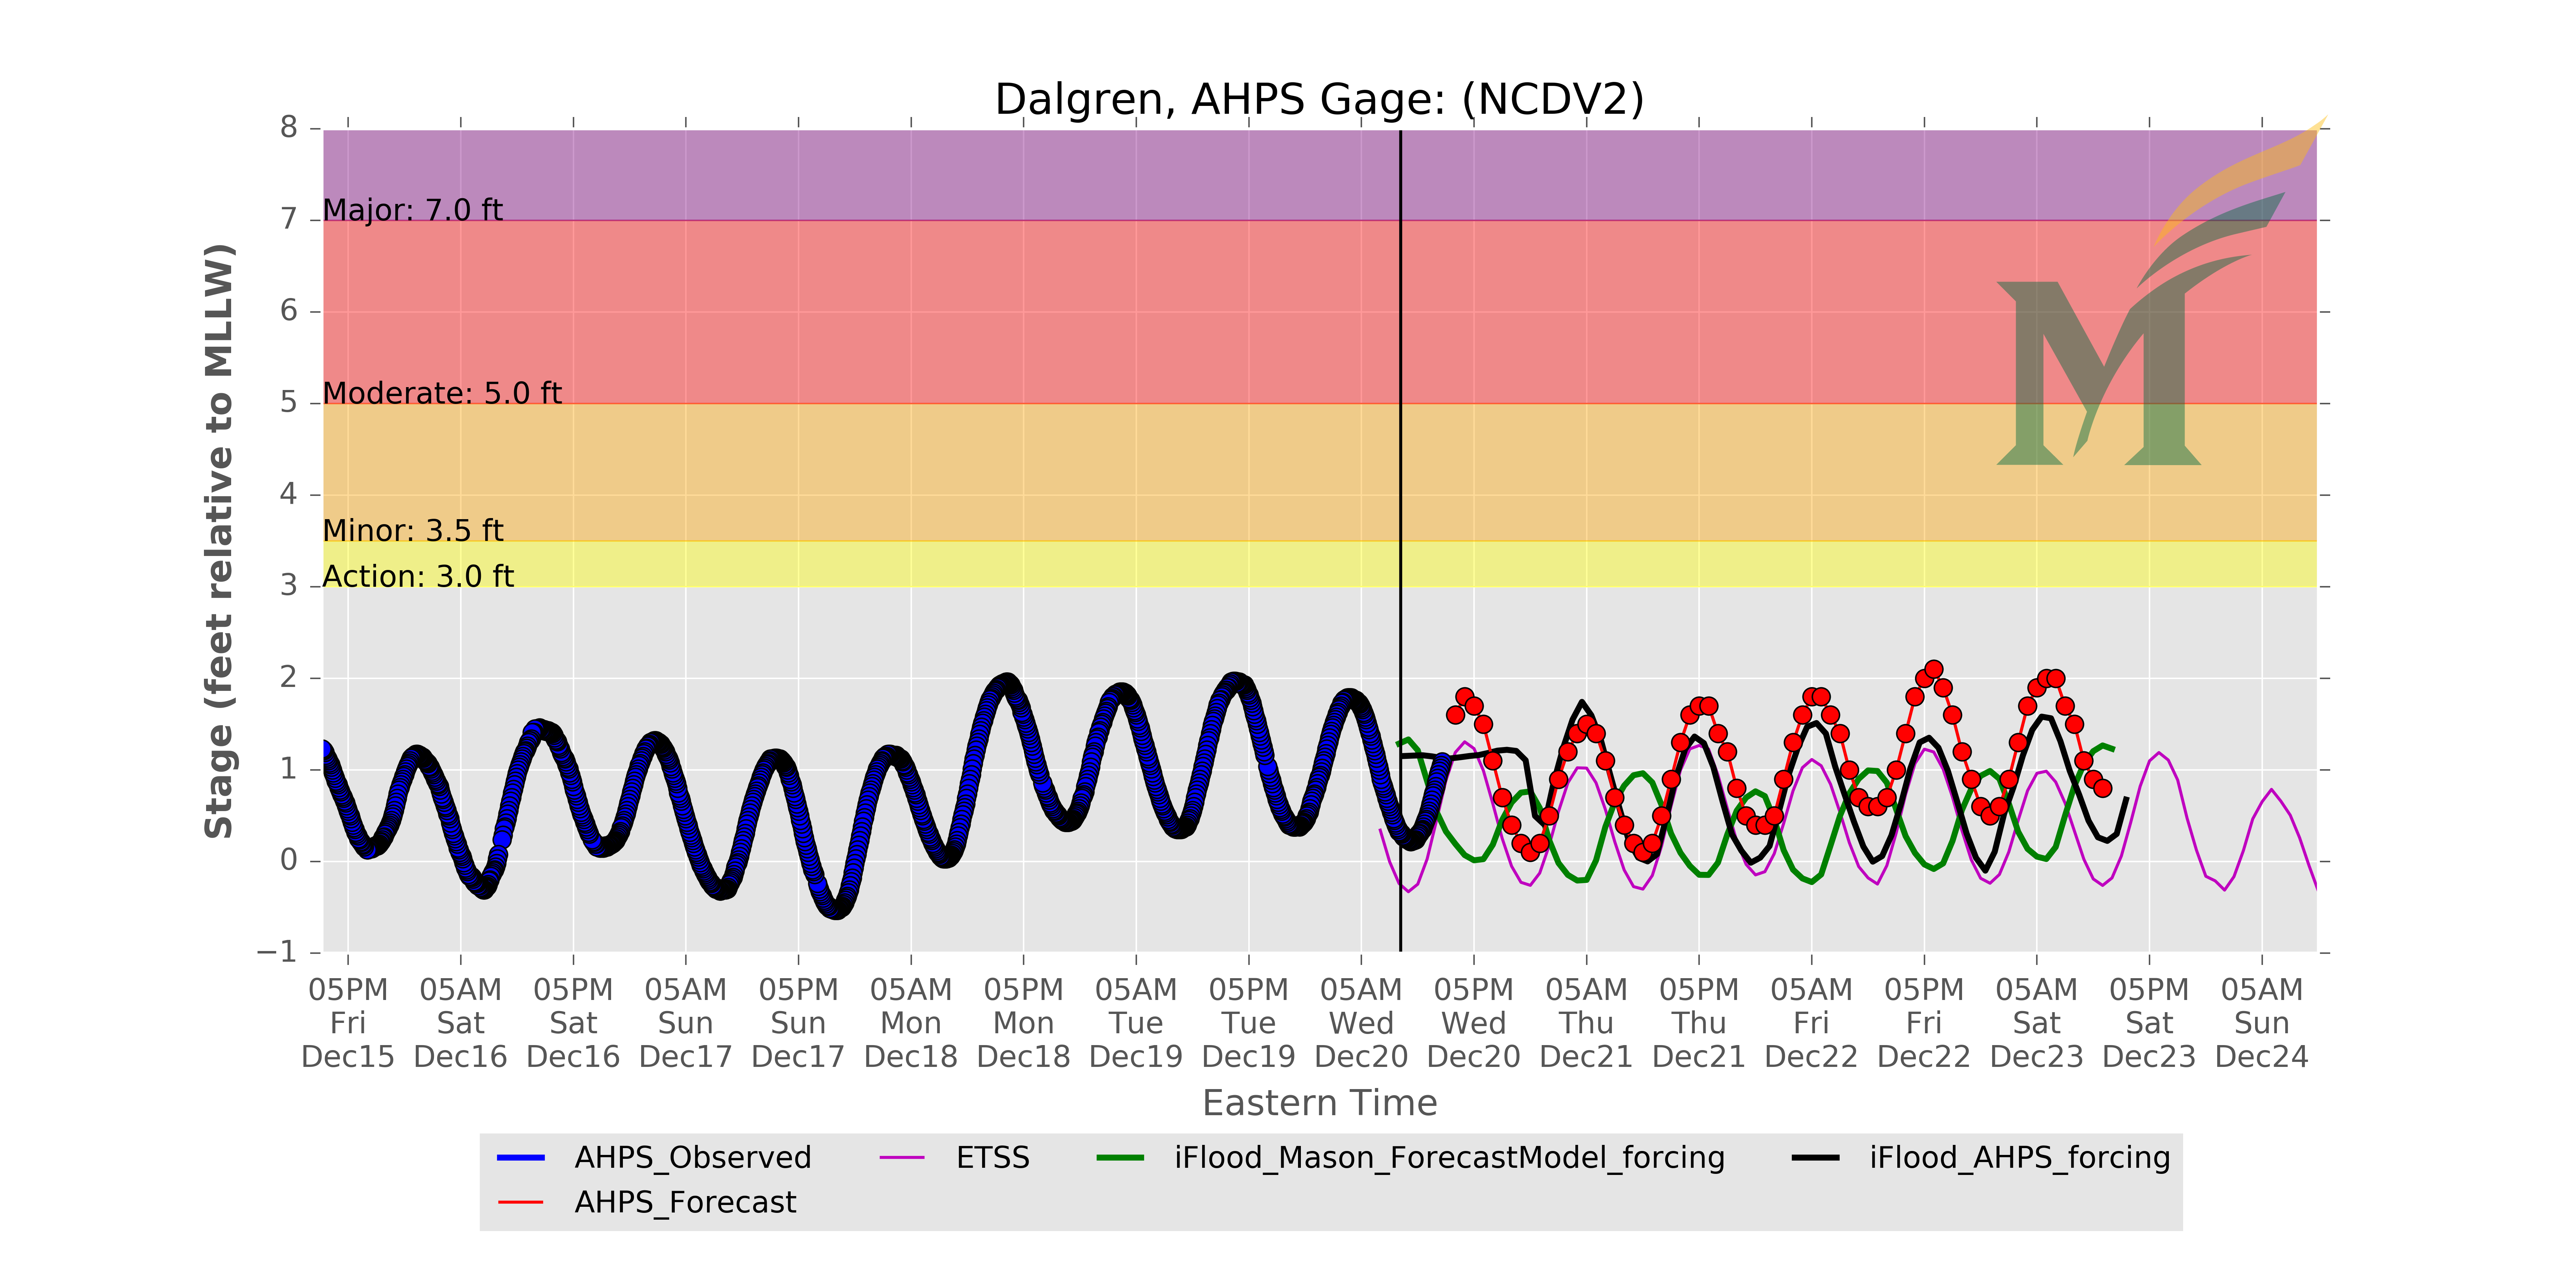 Dalgren, AHPS Gage: (NCDV2)
8
7
6
5
4
3
2
1
0
−1
Stage (feet relative to MLLW)
Major: 7.0 ft
Moderate: 5.0 ft
Minor: 3.5 ft
Action: 3.0 ft
M
05PM 05AM 05PM 05AM 05PM 05AM 05PM 05AM 05PM 05AM 05PM 05AM 05PM 05AM 05PM 05AM 05PM 05AM
Fri Sat Sat Sun Sun Mon Mon Tue Tue Wed Wed Thu Thu Fri Fri Sat Sat Sun
Dec15 Dec16 Dec16 Dec17 Dec17 Dec18 Dec18 Dec19 Dec19 Dec20 Dec20 Dec21 Dec21 Dec22 Dec22 Dec23 Dec23 Dec24
Eastern Time
AHPS_Observed ETSS iFlood_Mason_ForecastModel_forcing iFlood_AHPS_forcing
AHPS_Forecast